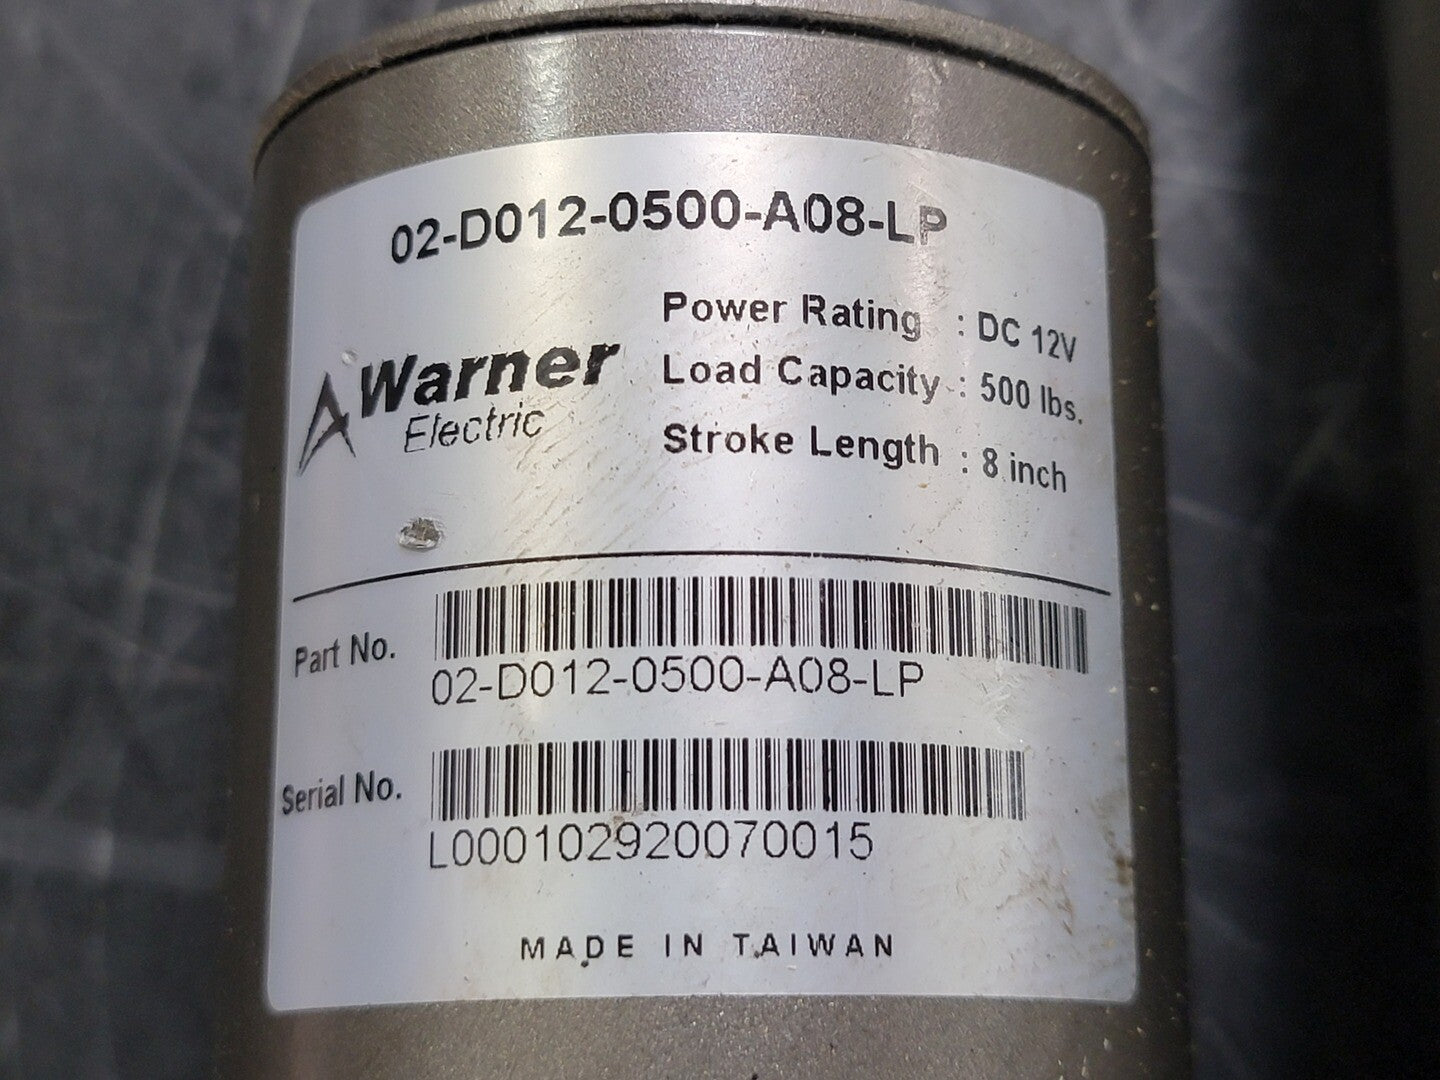 02-D012-0500-A08-LP
Warner
Electric
Power Rating : DC 12V
Load Capacity : 500 lbs.
Stroke Length : 8 inch
Part No.
02-D012-0500-A08-LP
Serial No.
L000102920070015
MADE IN TAIWAN